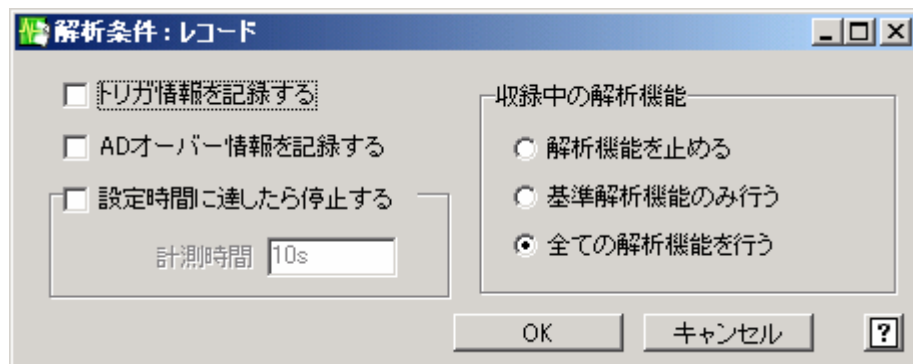 解析条件：レコード
トリガ情報を記録する
ADオーバー情報を記録する
設定時間に達したら停止する
計測時間 10s
収録中の解析機能
解析機能を止める
基準解析機能のみ行う
全ての解析機能を行う
OK キャンセル ?